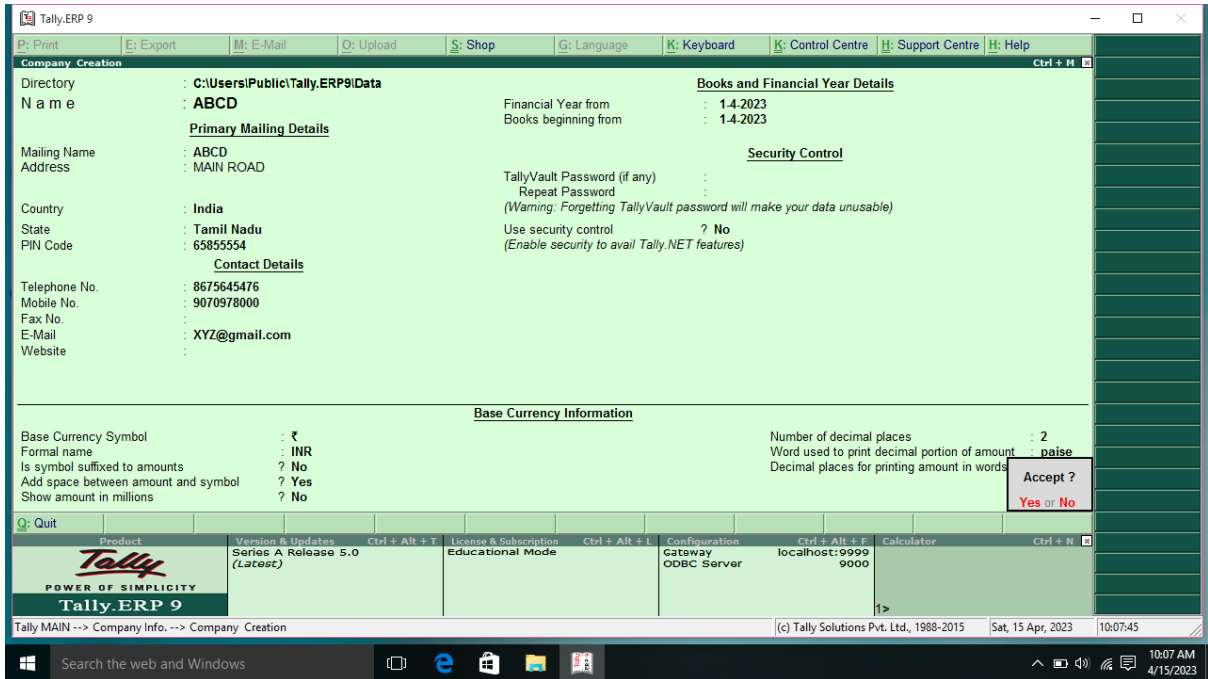 Tally.ERP 9
P: Print E: Export M: E-Mail O: Upload S: Shop G: Language K: Keyboard K: Control Centre H: Support Centre H: Help
Company Creation Ctrl + M
Directory : C:\Users\Public\Tally.ERP9\Data
Name : ABCD
Primary Mailing Details
Mailing Name : ABCD
Address : MAIN ROAD
Country : India
State : Tamil Nadu
PIN Code : 65855554
Contact Details
Telephone No. : 8675645476
Mobile No. : 9070978000
Fax No. :
E-Mail : XYZ@gmail.com
Website :
Books and Financial Year Details
Financial Year from : 1-4-2023
Books beginning from : 1-4-2023
Security Control
TallyVault Password (if any) :
Repeat Password :
(Warning: Forgetting TallyVault password will make your data unusable)
Use security control ? No
(Enable security to avail Tally.NET features)
Base Currency Information
Base Currency Symbol : ₹
Formal name : INR
Is symbol suffixed to amounts ? No
Add space between amount and symbol ? Yes
Show amount in millions ? No
Number of decimal places : 2
Word used to print decimal portion of amount : paise
Decimal places for printing amount in words
Accept ?
Yes or No
Q: Quit
Product
Tally
POWER OF SIMPLICITY
Tally.ERP 9
Version & Updates Ctrl + Alt + T
Series A Release 5.0
(Latest)
License & Subscription Ctrl + Alt + L
Educational Mode
Configuration Ctrl + Alt + F
Gateway localhost:9999
ODBC Server 9000
Calculator Ctrl + N
1>
Tally MAIN --> Company Info. --> Company Creation (c) Tally Solutions Pvt. Ltd., 1988-2015 Sat, 15 Apr, 2023 10:07:45
Search the web and Windows
10:07 AM
4/15/2023